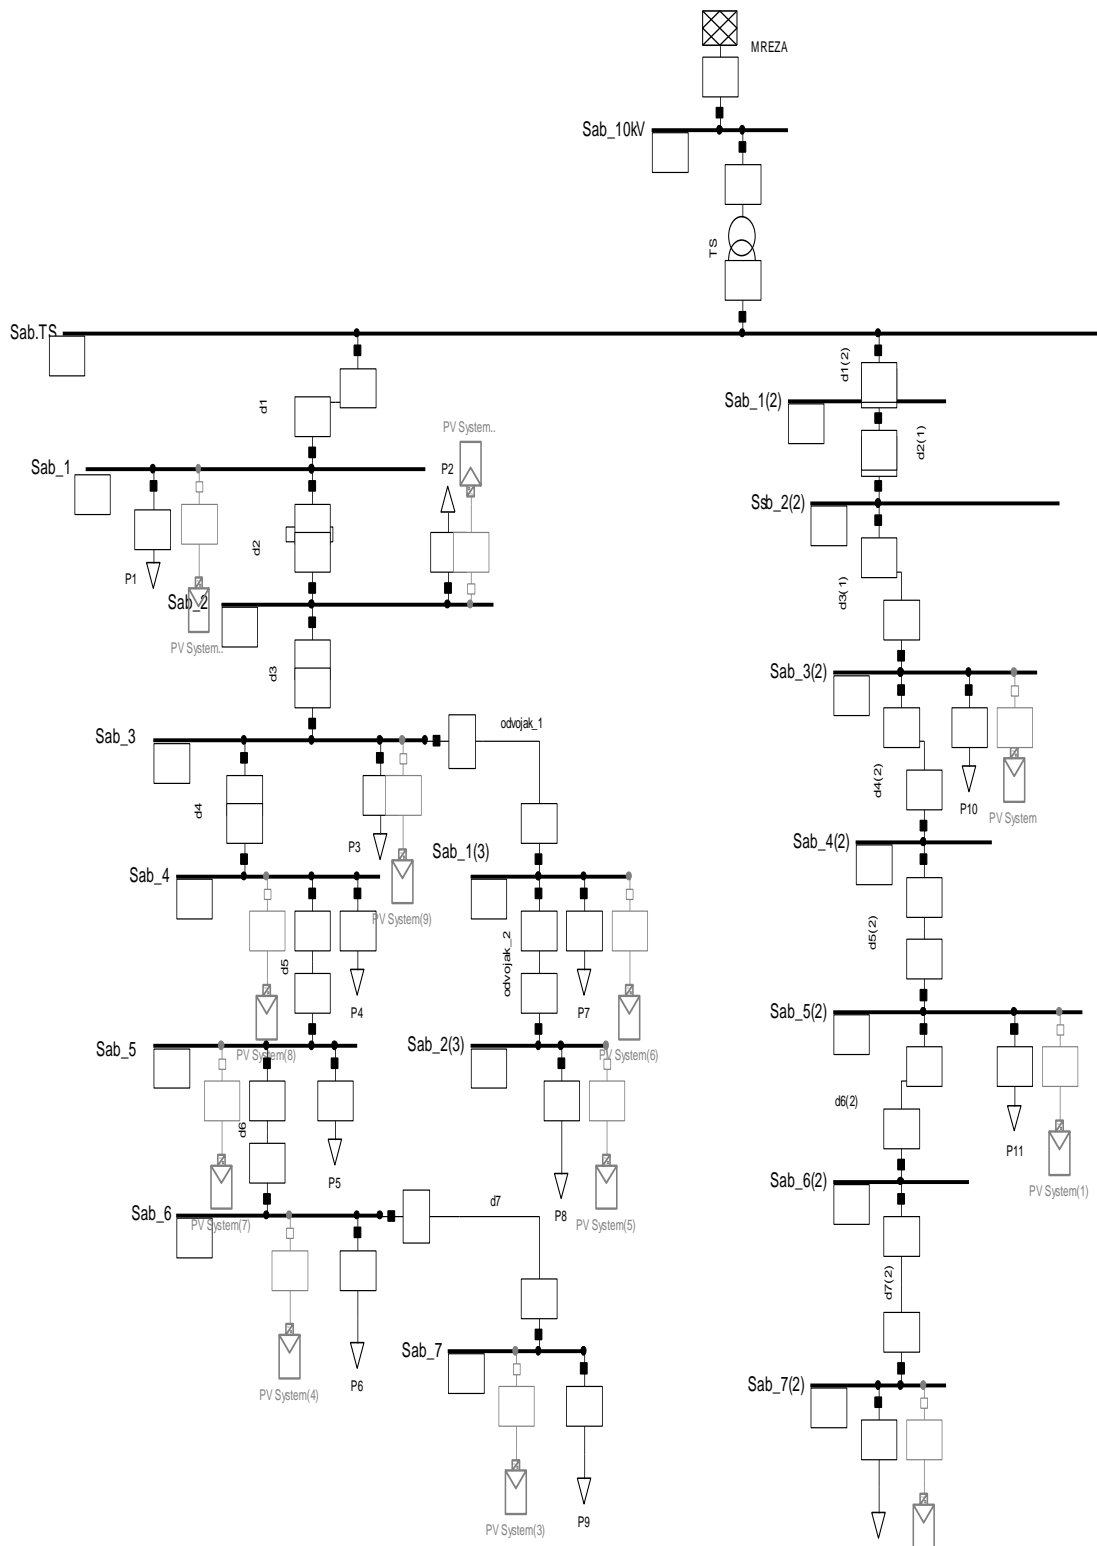 MREZA
Sab_10kV
TS
Sab.TS
d1
d1(2)
Sab_1(2)
PV System..
d2(1)
Sab_1
P2
Ssb_2(2)
d2
P1
d3(1)
Sab_2
PV System..
d3
Sab_3(2)
odvojak_1
Sab_3
d4(2)
d4
P10
PV System
P3
Sab_4(2)
Sab_1(3)
Sab_4
PV System(9)
d5(2)
odvojak_2
d5
P4
P7
Sab_5(2)
Sab_5
PV System(8)
Sab_2(3)
PV System(6)
d6(2)
d6
P11
P5
Sab_6(2)
P8
PV System(1)
d7
Sab_6
PV System(7)
PV System(5)
d7(2)
Sab_7
P6
PV System(4)
Sab_7(2)
P9
PV System(3)